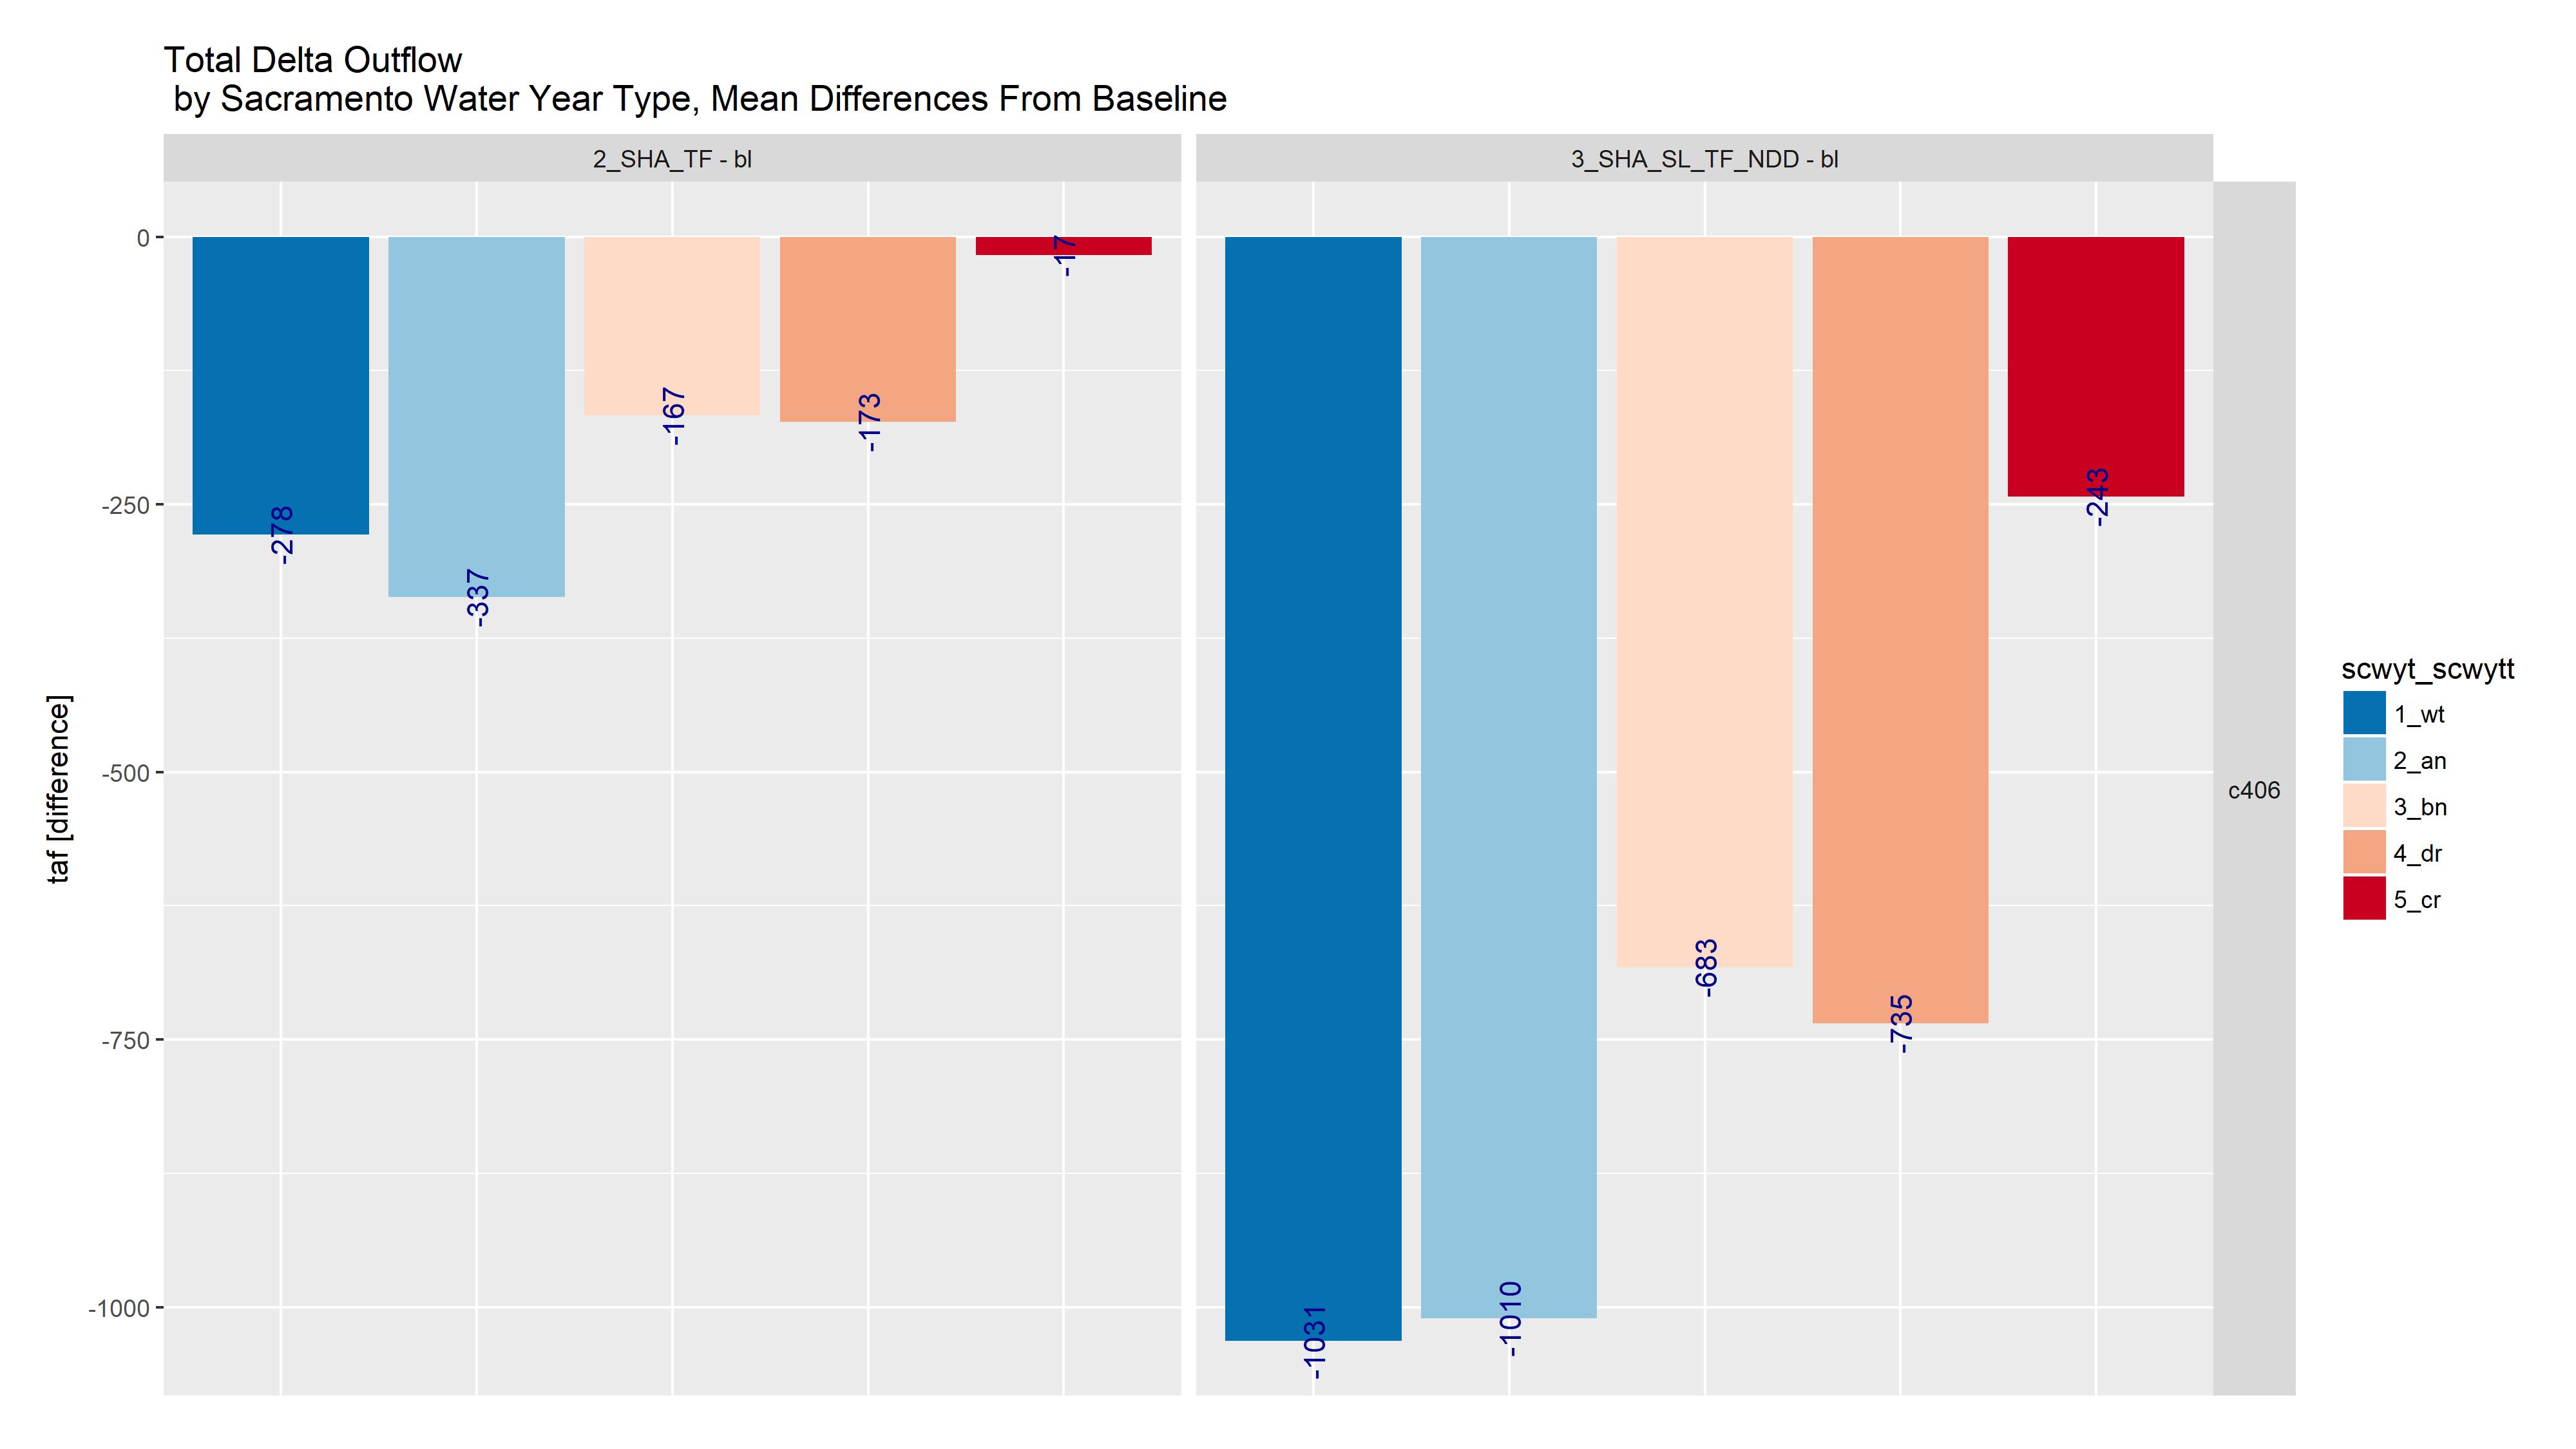 Total Delta Outflow
by Sacramento Water Year Type, Mean Differences From Baseline
2_SHA_TF - bl
3_SHA_SL_TF_NDD - bl
taf [difference]
0
-250
-500
-750
-1000
-278
-337
-167
-173
-17
-1031
-1010
-683
-735
-243
c406
scwyt_scwytt
1_wt
2_an
3_bn
4_dr
5_cr